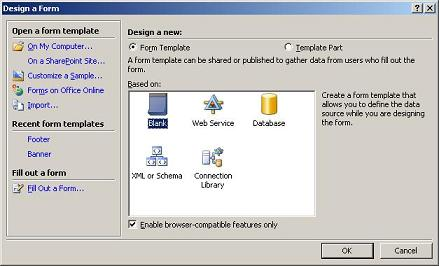 Design a Form
Open a form template
On My Computer...
On a SharePoint Site...
Customize a Sample...
Forms on Office Online
Import...
Recent form templates
Footer
Banner
Fill out a form
Fill Out a Form...
Design a new:
Form Template
Template Part
A form template can be shared or published to gather data from users who fill out the
form.
Based on:
Blank
Web Service
Database
XML or Schema
Connection
Library
Create a form template that
allows you to define the
data source while you are
designing the form.
Enable browser-compatible features only
OK
Cancel